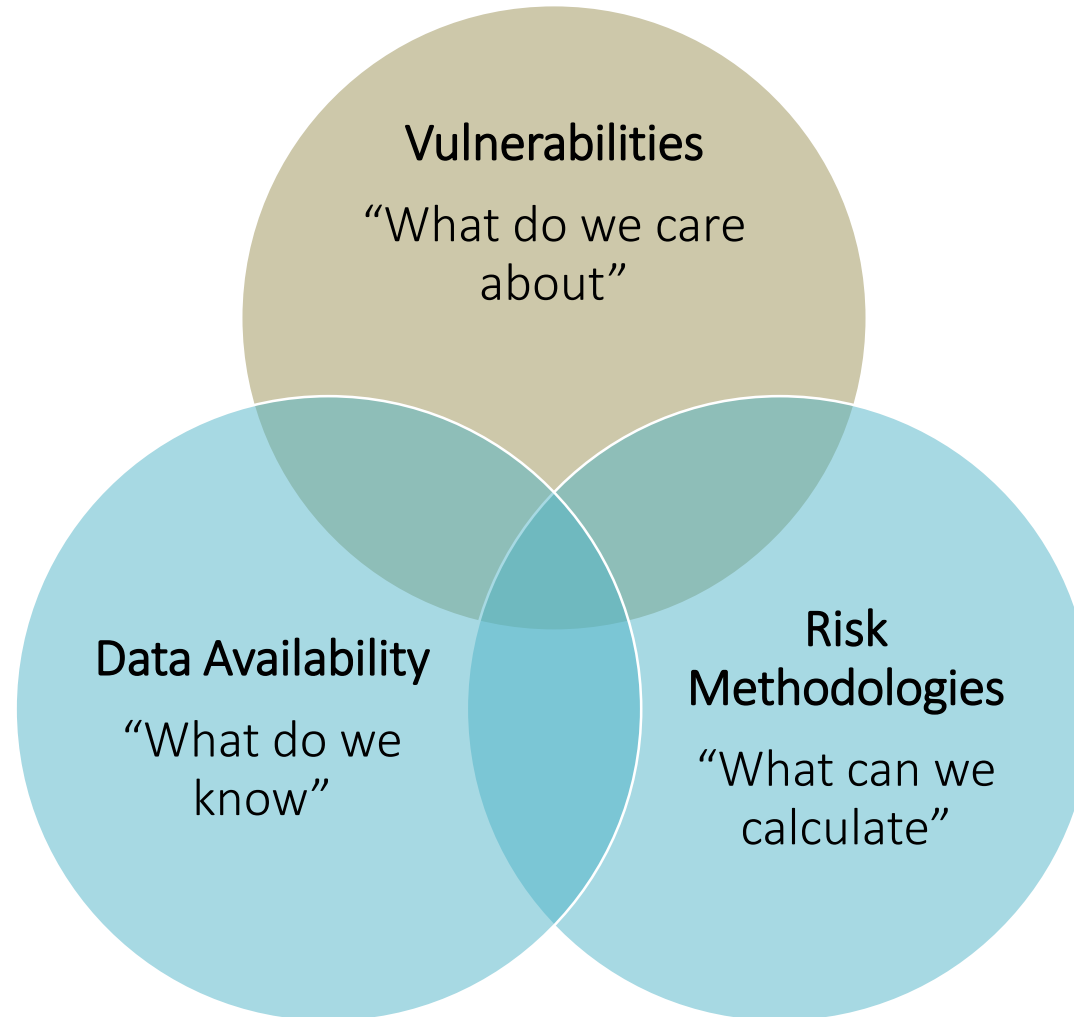 Vulnerabilities
“What do we care
about”
Data Availability
“What do we
know”
Risk
Methodologies
“What can we
calculate”